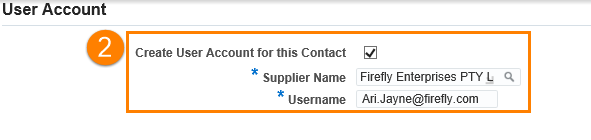 User Account
2
Create User Account for this Contact
* Supplier Name Firefly Enterprises PTY L
* Username Ari.Jayne@firefly.com